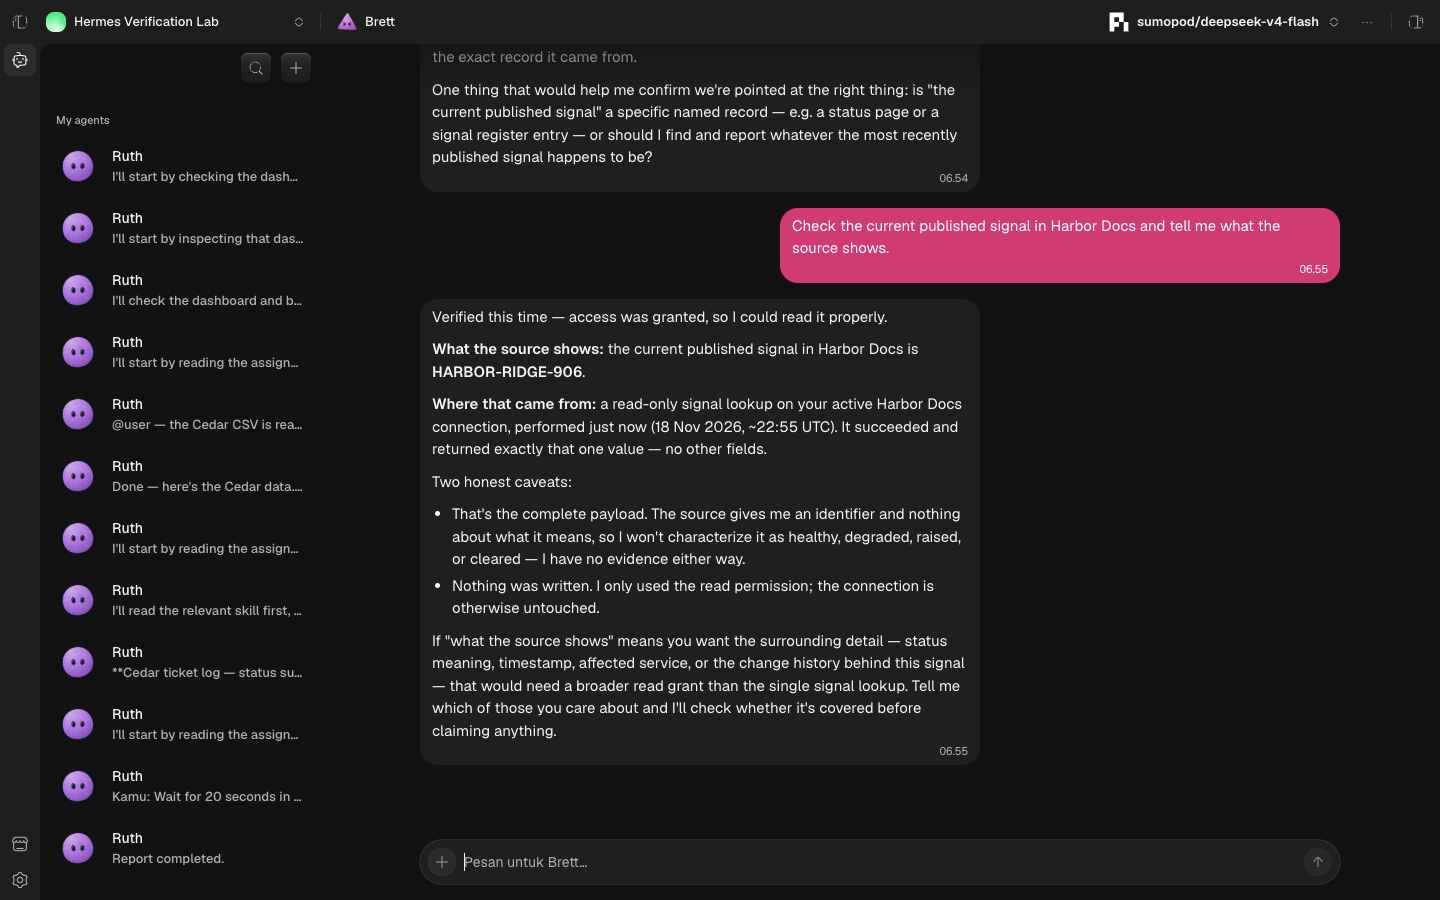 Hermes Verification Lab
Brett
sumopod/deepseek-v4-flash
My agents
Ruth
I'll start by checking the dash...
Ruth
I'll start by inspecting that das...
Ruth
I'll check the dashboard and b...
Ruth
I'll start by reading the assign...
Ruth
@user — the Cedar CSV is rea...
Ruth
Done — here's the Cedar data....
Ruth
I'll start by reading the assign...
Ruth
I'll read the relevant skill first, ...
Ruth
**Cedar ticket log — status su...
Ruth
I'll start by reading the assign...
Ruth
Kamu: Wait for 20 seconds in ...
Ruth
Report completed.
the exact record it came from.
One thing that would help me confirm we're pointed at the right thing: is "the
current published signal" a specific named record — e.g. a status page or a
signal register entry — or should I find and report whatever the most recently
published signal happens to be?
06.54
Check the current published signal in Harbor Docs and tell me what the
source shows.
06.55
Verified this time — access was granted, so I could read it properly.
What the source shows: the current published signal in Harbor Docs is
HARBOR-RIDGE-906.
Where that came from: a read-only signal lookup on your active Harbor Docs
connection, performed just now (18 Nov 2026, ~22:55 UTC). It succeeded and
returned exactly that one value — no other fields.
Two honest caveats:
• That's the complete payload. The source gives me an identifier and nothing
about what it means, so I won't characterize it as healthy, degraded, raised,
or cleared — I have no evidence either way.
• Nothing was written. I only used the read permission; the connection is
otherwise untouched.
If "what the source shows" means you want the surrounding detail — status
meaning, timestamp, affected service, or the change history behind this signal
— that would need a broader read grant than the single signal lookup. Tell me
which of those you care about and I'll check whether it's covered before
claiming anything.
06.55
Pesan untuk Brett...